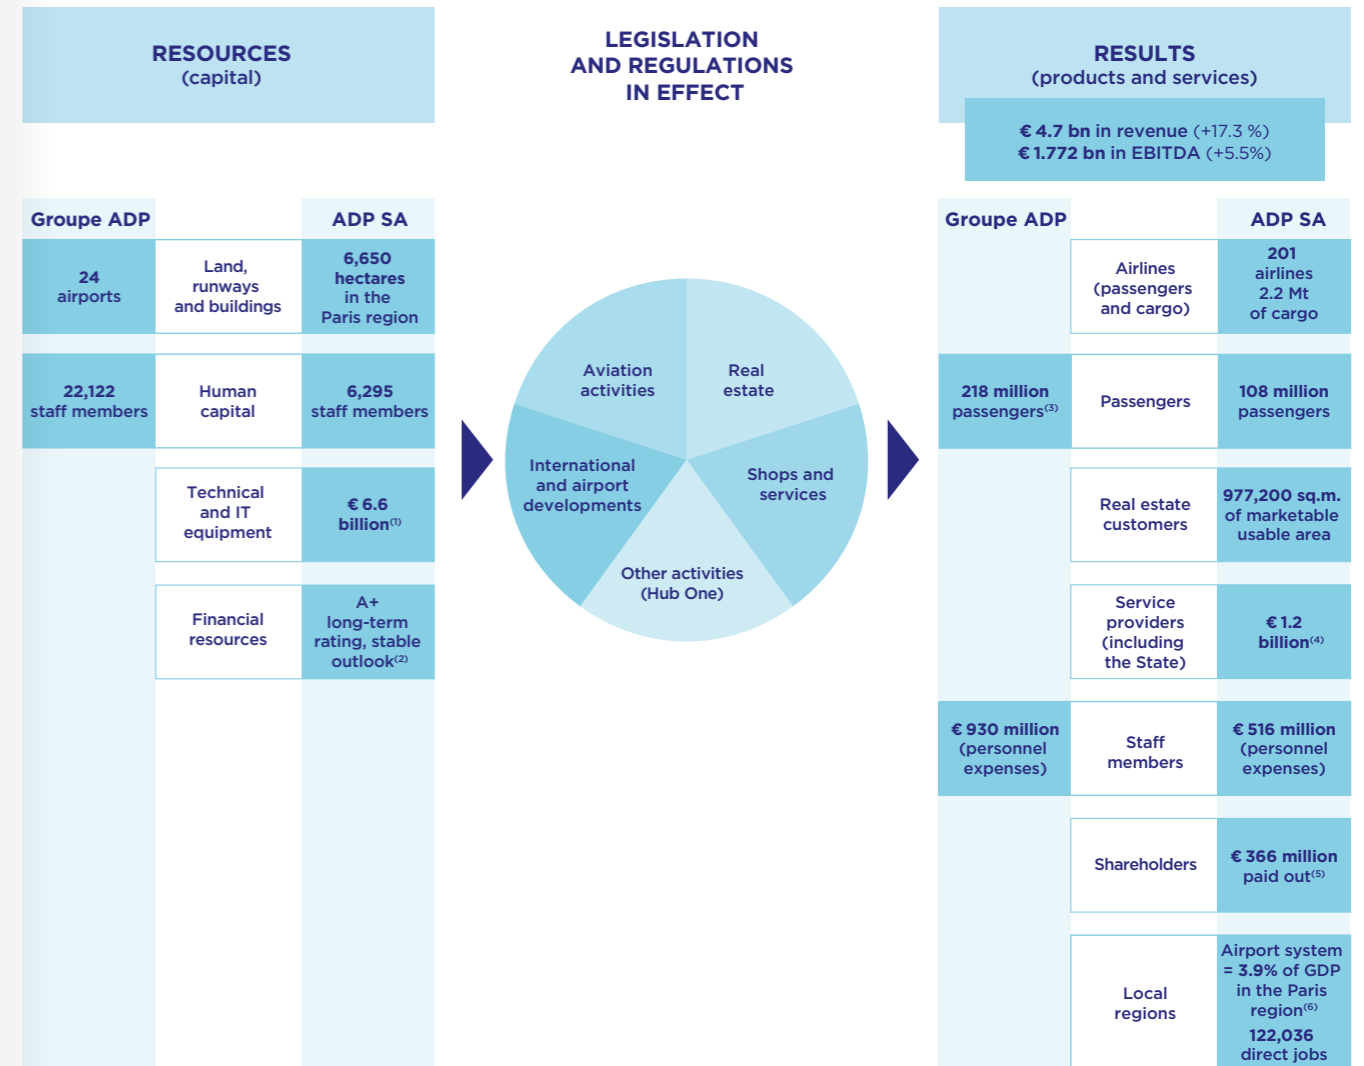 RESOURCES
(capital)
LEGISLATION
AND REGULATIONS
IN EFFECT
RESULTS
(products and services)
€ 4.7 bn in revenue (+17.3 %)
€ 1.772 bn in EBITDA (+5.5%)
Groupe ADP
ADP SA
24
airports
Land,
runways
and buildings
6,650
hectares
in the
Paris region
22,122
staff members
Human
capital
6,295
staff members
Technical
and IT
equipment
€ 6.6
billion(1)
Financial
resources
A+
long-term
rating, stable
outlook(2)
Aviation
activities
Real
estate
International
and airport
developments
Shops and
services
Other activities
(Hub One)
Groupe ADP
ADP SA
Airlines
(passengers
and cargo)
201
airlines
2.2 Mt
of cargo
218 million
passengers(3)
Passengers
108 million
passengers
Real estate
customers
977,200 sq.m.
of marketable
usable area
Service
providers
(including
the State)
€ 1.2
billion(4)
€ 930 million
(personnel
expenses)
Staff
members
€ 516 million
(personnel
expenses)
Shareholders
€ 366 million
paid out(5)
Local
regions
Airport system
= 3.9% of GDP
in the Paris
region(6)
122,036
direct jobs